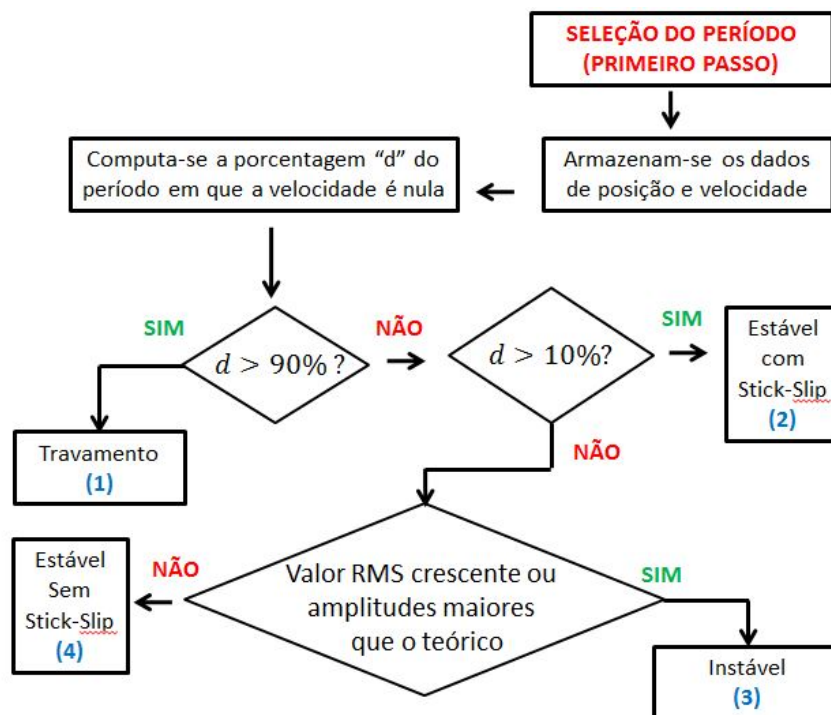 SELEÇÃO DO PERÍODO
(PRIMEIRO PASSO)
Armazenam-se os dados
de posição e velocidade
Computa-se a porcentagem “d” do
período em que a velocidade é nula
SIM
d > 90% ?
NÃO
d > 10%?
SIM
Estável
com
Stick-Slip
(2)
Travamento
(1)
NÃO
Valor RMS crescente ou
amplitudes maiores
que o teórico
NÃO
Estável
Sem
Stick-Slip
(4)
SIM
Instável
(3)